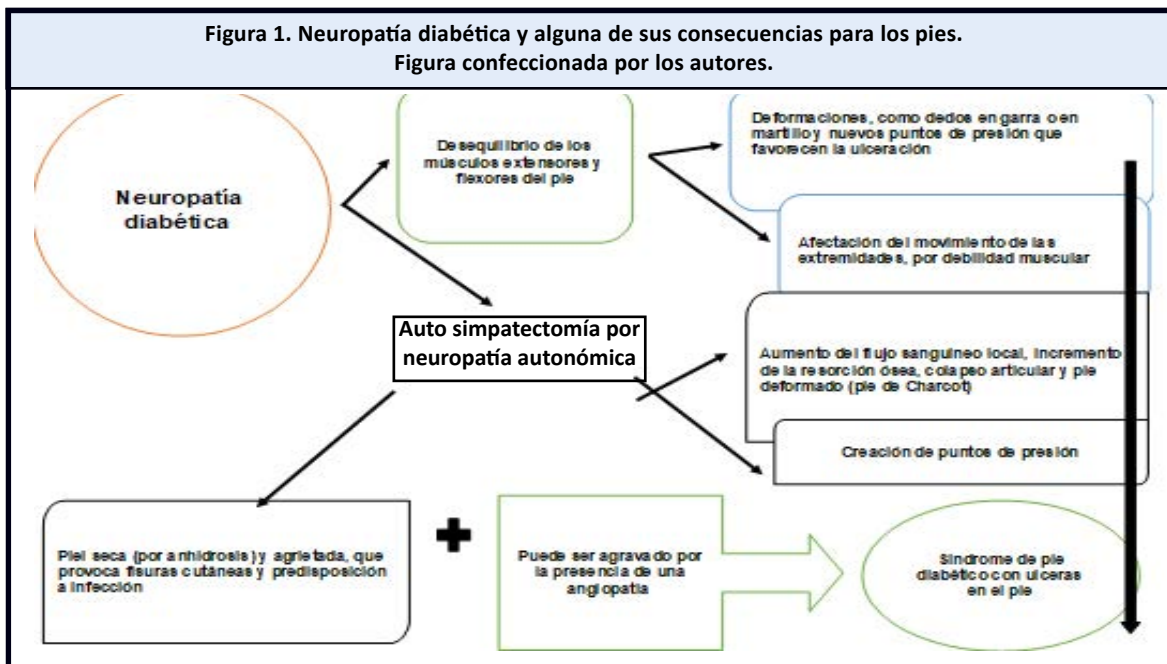 Figura 1. Neuropatía diabética y alguna de sus consecuencias para los pies.
Figura confeccionada por los autores.
Neuropatía
diabética
Desequilibrio de los
músculos extensores y
flexores del pie
Deformaciones, como dedos en garra o en
martillo y nuevos puntos de presión que
favorecen la ulceración
Afectación del movimiento de las
extremidades, por debilidad muscular
Auto simpatectomía por
neuropatía autonómica
Aumento del flujo sanguíneo local, incremento
de la resorción ósea, colapso articular y pie
deformado (pie de Charcot)
Creación de puntos de presión
Piel seca (por anhidrosis) y agrietada, que
provoca fisuras cutáneas y predisposición
a infección
Puede ser agravado por
la presencia de una
angiopatía
Síndrome de pie
diabético con ulceras
en el pie